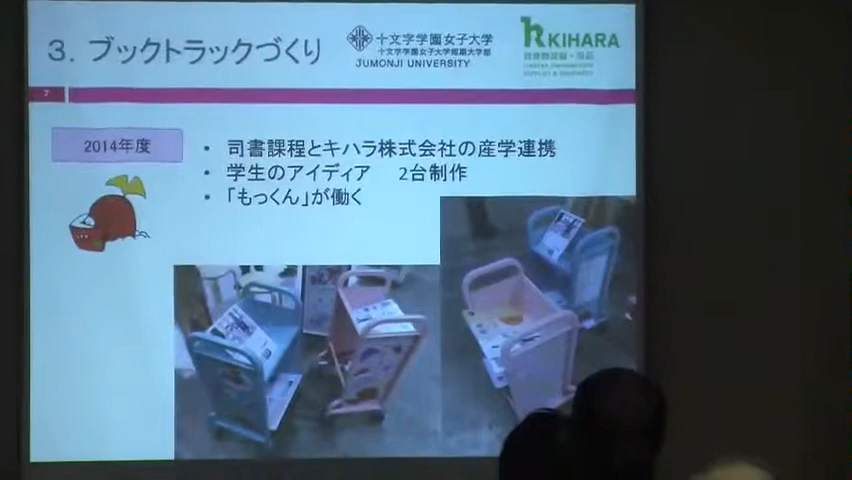 3. ブックトラックづくり
十文字学園女子大学
十文字学園女子大学短期大学部
JUMONJI UNIVERSITY
KIHARA
7
2014年度
• 司書課程とキハラ株式会社の産学連携
• 学生のアイディア 2台制作
• 「もっくん」が働く